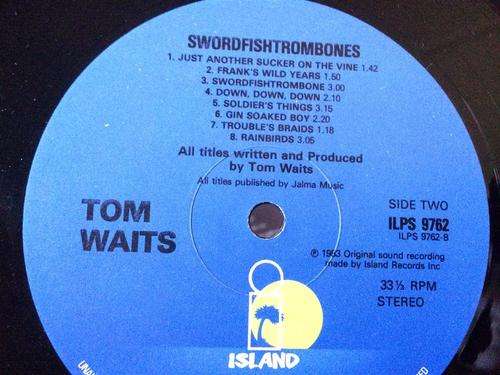 SWORDFISHTROMBONES
1. JUST ANOTHER SUCKER ON THE VINE 1.42
2. FRANK'S WILD YEARS 1.50
3. SWORDFISHTROMBONE 3.00
4. DOWN, DOWN, DOWN 2.10
5. SOLDIER'S THINGS 3.15
6. GIN SOAKED BOY 2.20
7. TROUBLE'S BRAIDS 1.18
8. RAINBIRDS 3.05
All titles written and Produced
by Tom Waits
All titles published by Jalma Music
TOM
WAITS
SIDE TWO
ILPS 9762
ILPS 9762-B
℗ 1983 Original sound recording
made by Island Records Inc
33⅓ RPM
STEREO
ISLAND